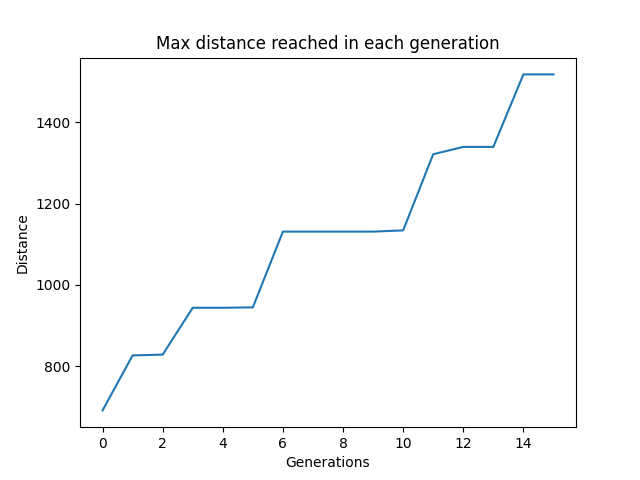 Max distance reached in each generation
1400
1200
1000
800
Distance
0 2 4 6 8 10 12 14
Generations